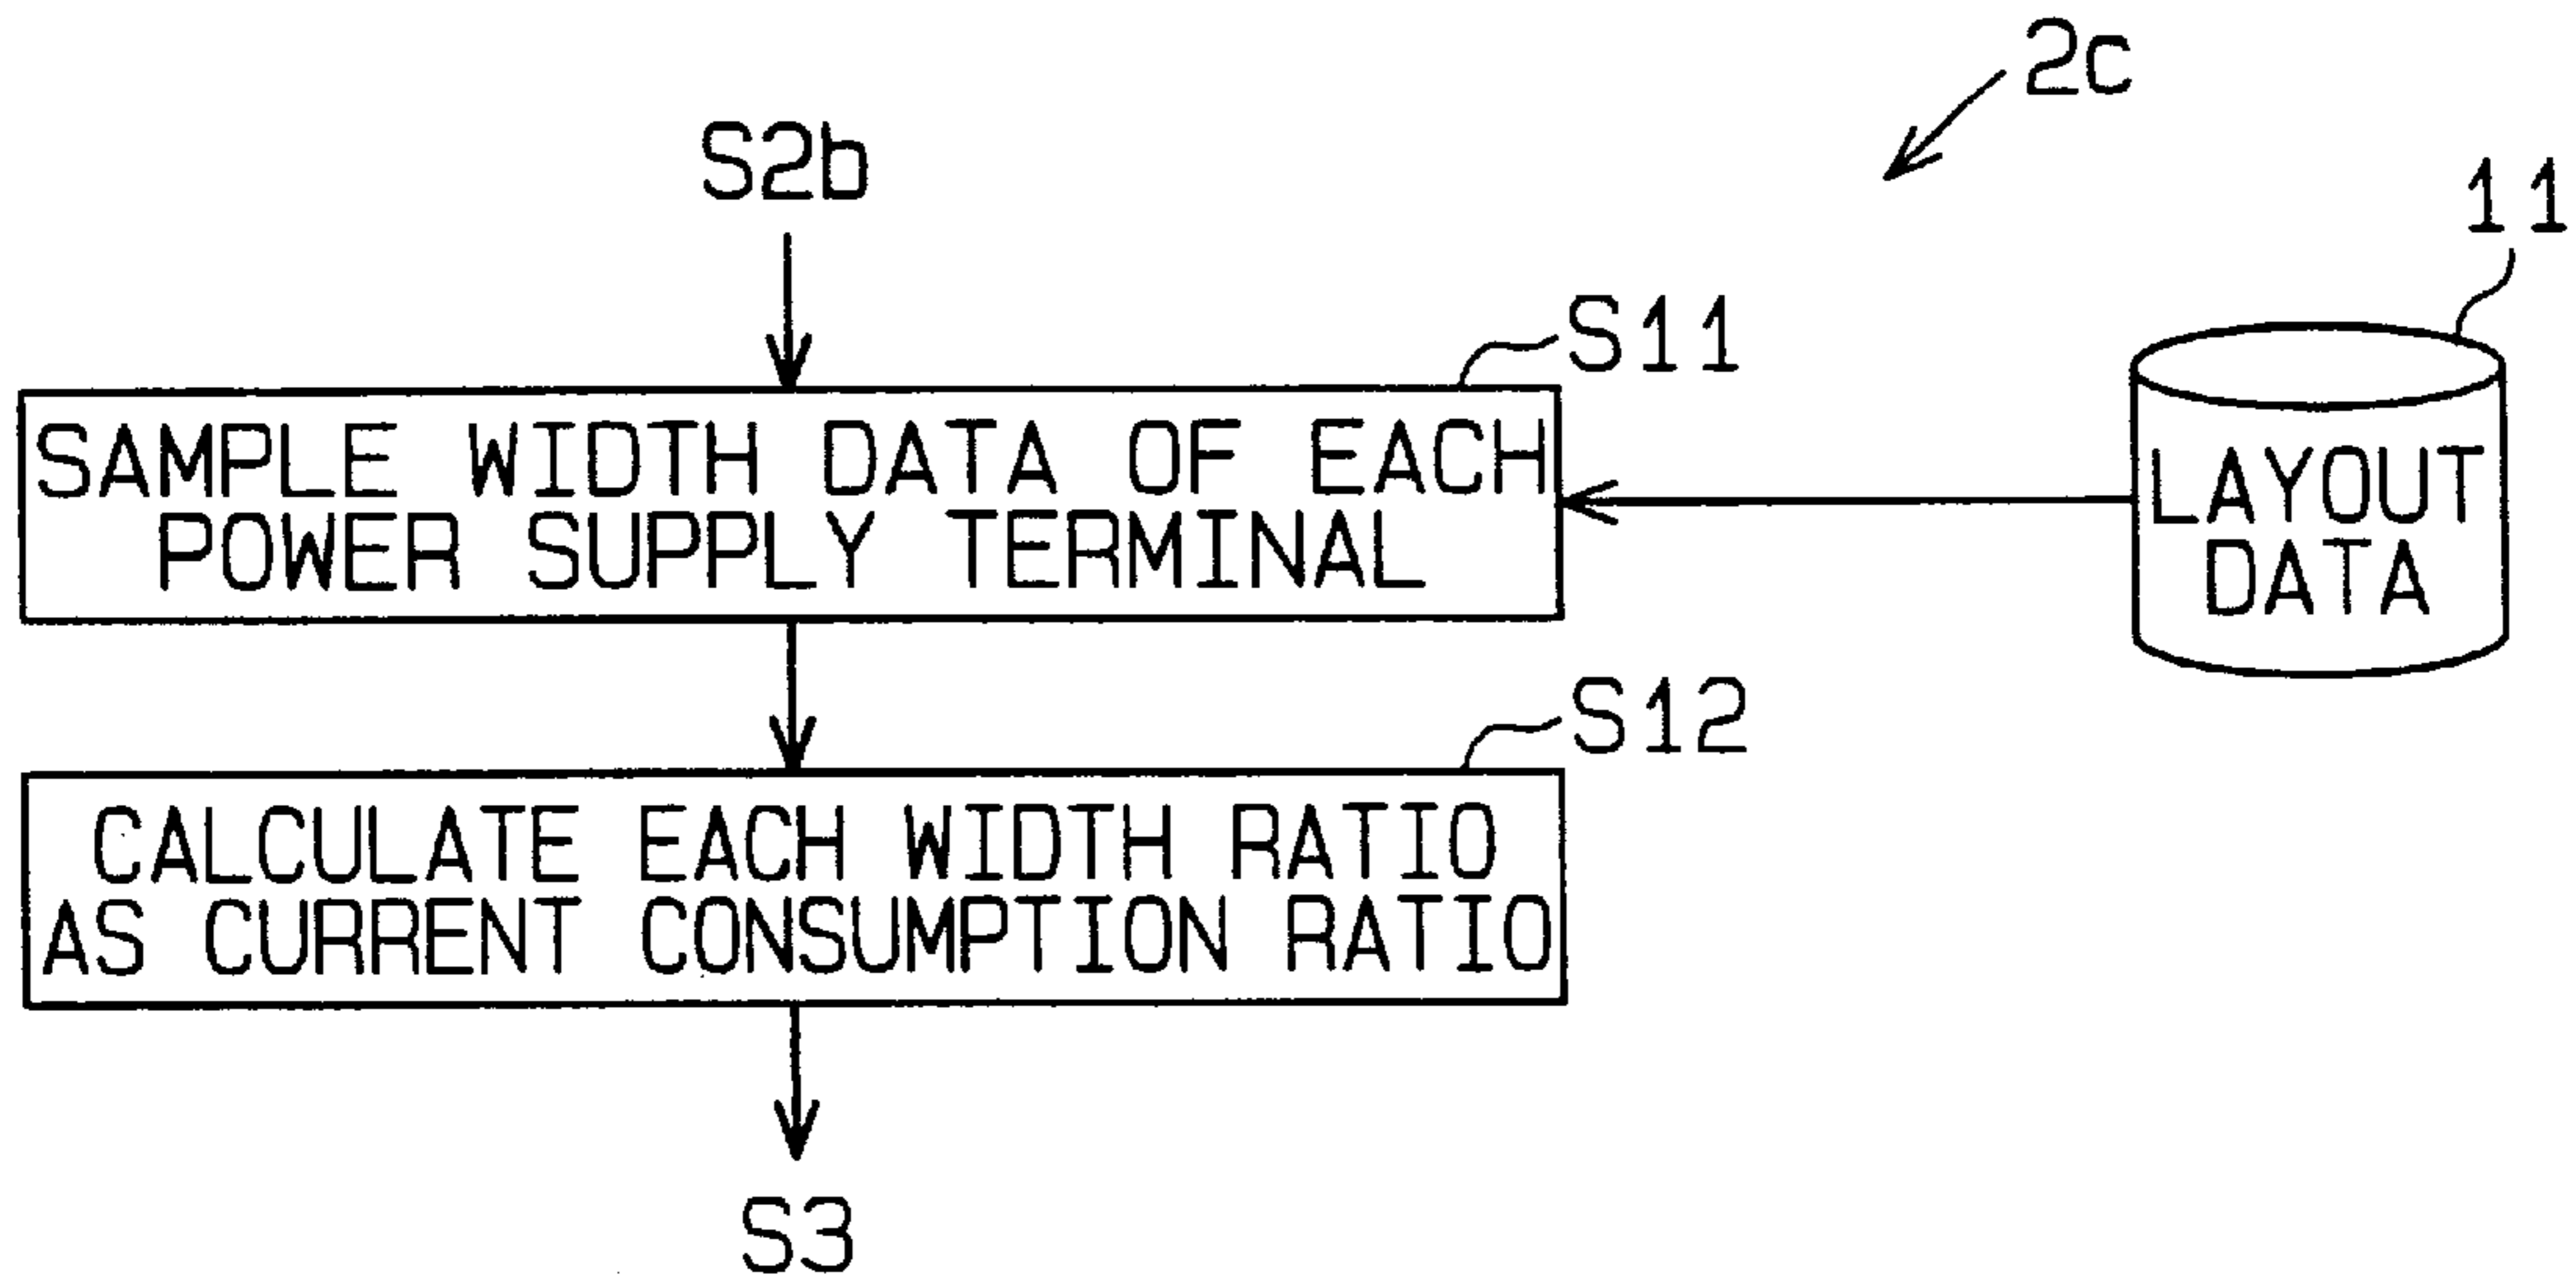 2c
S2b
11
S11
SAMPLE WIDTH DATA OF EACH
POWER SUPPLY TERMINAL
LAYOUT
DATA
S12
CALCULATE EACH WIDTH RATIO
AS CURRENT CONSUMPTION RATIO
S3